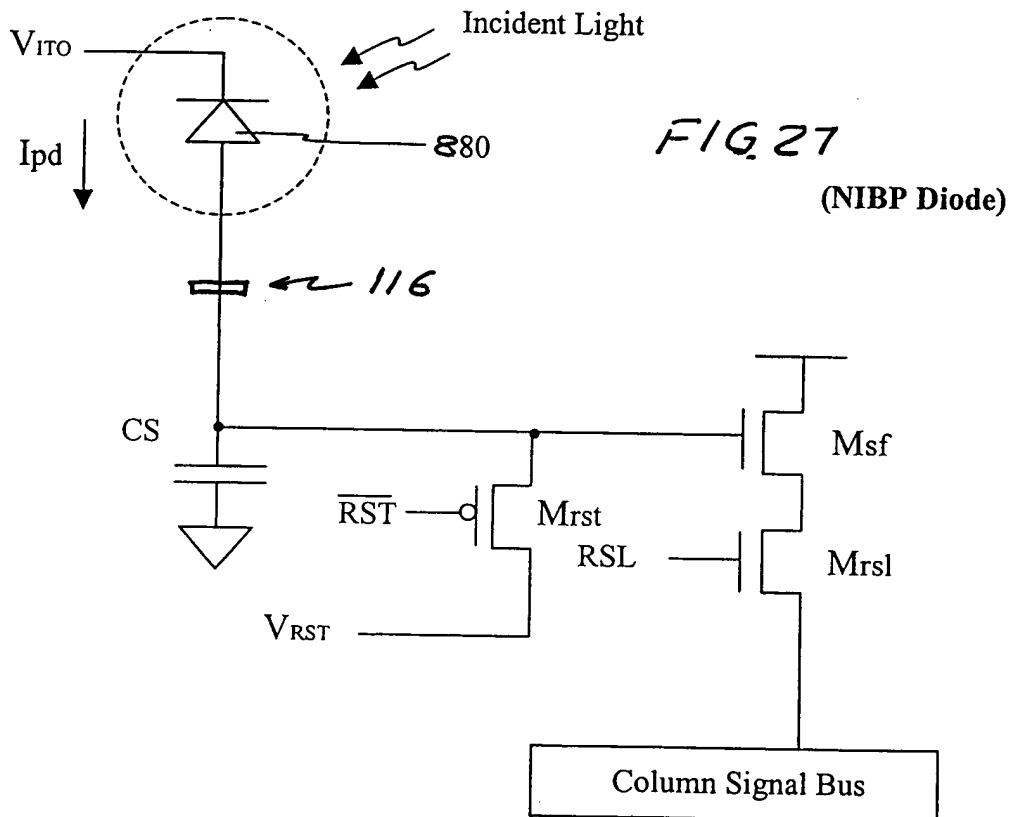 Incident Light
VITO
Ipd
880
FIG. 27
(NIBP Diode)
116
CS
Msf
RST
Mrst
RSL
Mrsl
VRST
Column Signal Bus